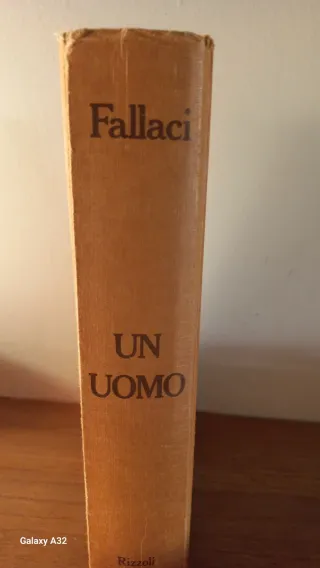 Fallaci
UN
UOMO
Rizzoli
Galaxy A32